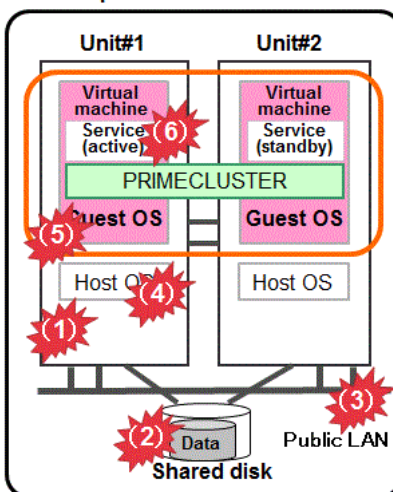 Unit#1
Unit#2
Virtual
machine
Service
(active)
(6)
Virtual
machine
Service
(standby)
PRIMECLUSTER
Guest OS
(5)
Guest OS
Host OS
(4)
Host OS
(1)
(3)
(2)
Data
Public LAN
Shared disk